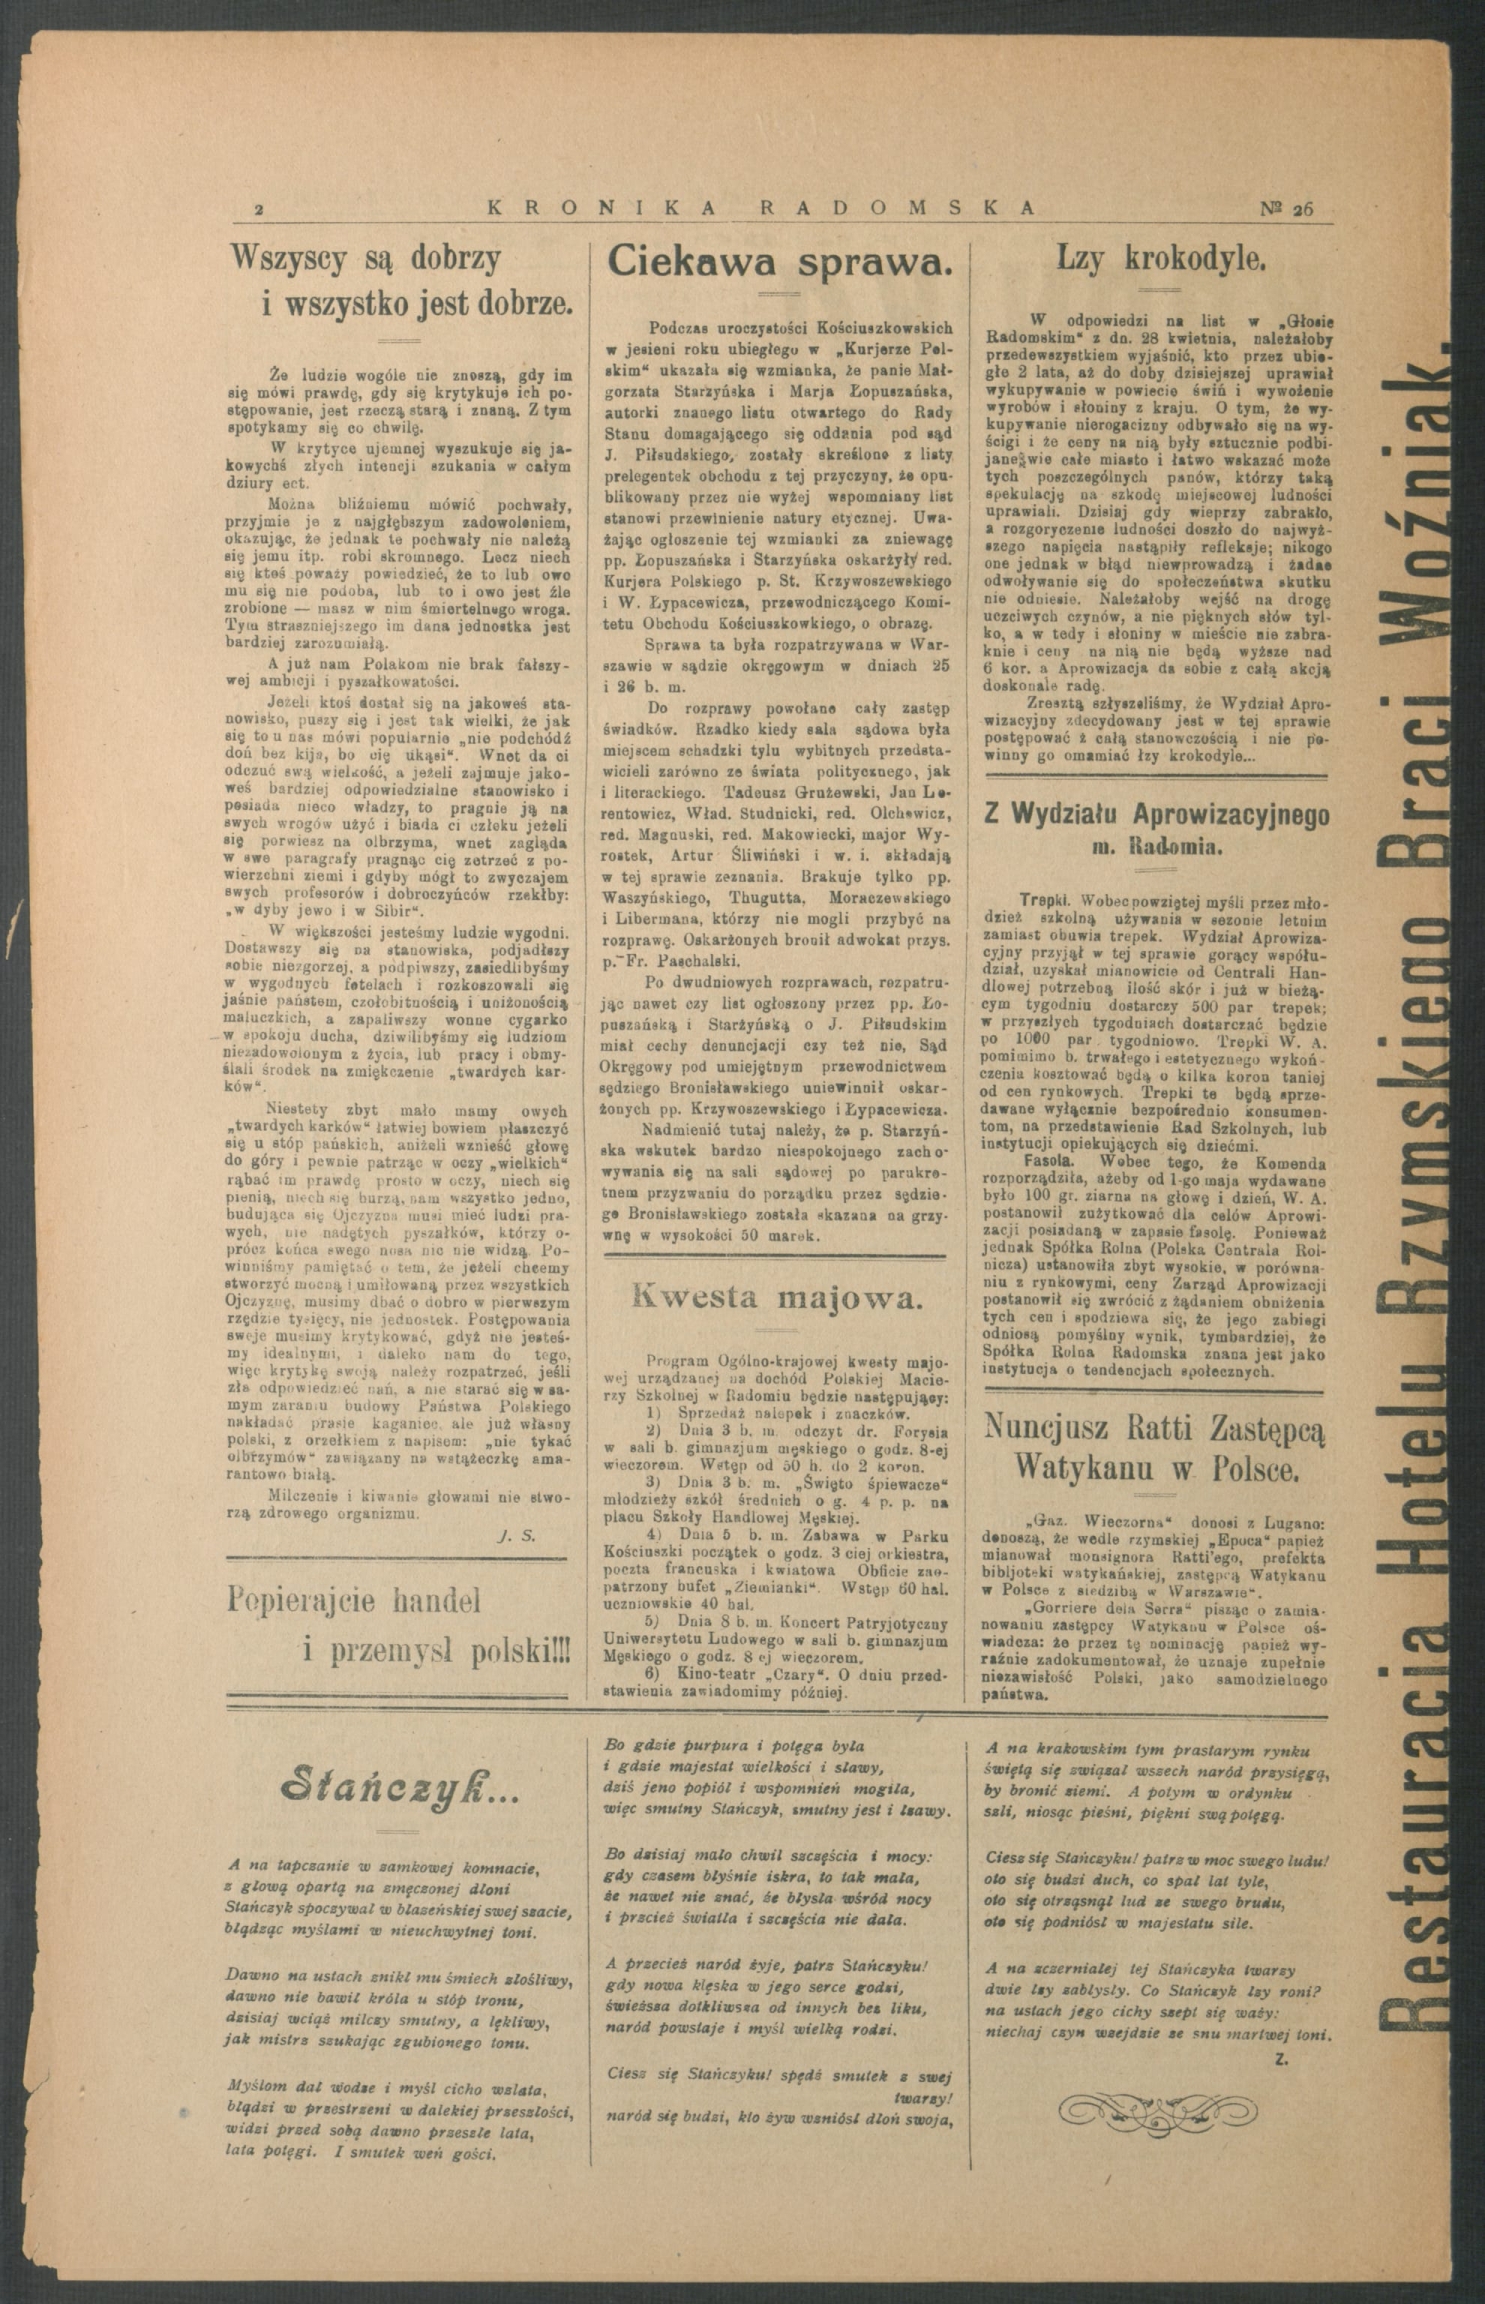 2
KRONIKA RADOMSKA
№ 26
Wszyscy są dobrzy
i wszystko jest dobrze.
Że ludzie wogóle nie znoszą, gdy im
się mówi prawdę, gdy się krytykuje ich po-
stępowanie, jest rzeczą starą i znaną. Z tym
spotykamy się co chwilę.
W krytyce ujemnej wyszukuje się ja-
kowychś złych intencji szukania w całym
dziury ect.
Można bliźniemu mówić pochwały,
przyjmie je z najgłębszym zadowoleniem,
okazując, że jednak te pochwały nie należą
się jemu itp. robi skromnego. Lecz niech
się ktoś poważy powiedzieć, że to lub owo
mu się nie podoba, lub to i owo jest źle
zrobione — masz w nim śmiertelnego wroga.
Tym straszniejszego im dana jednostka jest
bardziej zarozumiałą.
A już nam Polakom nie brak fałszy-
wej ambicji i pyszałkowatości.
Jeżeli ktoś dostał się na jakoweś sta-
nowisko, puszy się i jest tak wielki, że jak
się to u nas mówi popularnie „nie podchódź
doń bez kija, bo cię ukąsi“. Wnet da ci
odczuć swą wielkość, a jeżeli zajmuje jako-
weś bardziej odpowiedzialne stanowisko i
posiada nieco władzy, to pragnie ją na
swych wrogów użyć i biada ci człeku jeżeli
się porwiesz na olbrzyma, wnet zagląda
w swe paragrafy pragnąc cię zetrzeć z po-
wierzchni ziemi i gdyby mógł to zwyczajem
swych profesorów i dobroczyńców rzekłby:
„w dyby jewo i w Sibir“.
W większości jesteśmy ludzie wygodni.
Dostawszy się na stanowiska, podjadłszy
sobie niezgorzej, a podpiwszy, zasiedlibyśmy
w wygodnych fotelach i rozkoszowali się
jaśnie państem, czołobitnością i uniżonością
maluczkich, a zapaliwszy wonne cygarko
w spokoju ducha, dziwilibyśmy się ludziom
niezadowolonym z życia, lub pracy i obmy-
ślali środek na zmiękczenie „twardych kar-
ków“.
Niestety zbyt mało mamy owych
„twardych karków“ łatwiej bowiem płaszczyć
się u stóp pańskich, aniżeli wznieść głowę
do góry i pewnie patrząc w oczy „wielkich“
rąbać im prawdę prosto w oczy, niech się
pienią, niech się burzą, nam wszystko jedno,
budująca się Ojczyzna musi mieć ludzi pra-
wych, nie nadętych pyszałków, którzy o-
prócz końca swego nosa nic nie widzą. Po-
winniśmy pamiętać o tem, że jeżeli chcemy
stworzyć mocną i umiłowaną przez wszystkich
Ojczyznę, musimy dbać o dobro w pierwszym
rzędzie tysięcy, nie jednostek. Postępowania
swoje musimy krytykować, gdyż nie jesteś-
my idealnymi, i daleko nam do tego,
więc krytykę swoją należy rozpatrzeć, jeśli
zła odpowiedzieć nań, a nie starać się w sa-
mym zaraniu budowy Państwa Polskiego
nakładać prasie kaganiec, ale już własny
polski, z orzełkiem z napisem: „nie tykać
olbrzymów“ zawiązany na wstążeczkę ama-
rantowo białą.
Milczenie i kiwanie głowami nie stwo-
rzą zdrowego organizmu.
J. S.
Popierajcie handel
i przemysl polski!!!
Ciekawa sprawa.
Podczas uroczystości Kościuszkowskich
w jesieni roku ubiegłego w „Kurjerze Pol-
skim“ ukazała się wzmianka, że panie Mał-
gorzata Starzyńska i Marja Łopuszańska,
autorki znanego listu otwartego do Rady
Stanu domagającego się oddania pod sąd
J. Piłsudskiego, zostały skreślone z listy
prelegentek obchodu z tej przyczyny, że opu-
blikowany przez nie wyżej wspomniany list
stanowi przewinienie natury etycznej. Uwa-
żając ogłoszenie tej wzmianki za zniewagę
pp. Łopuszańska i Starzyńska oskarżyły red.
Kurjera Polskiego p. St. Krzywoszewskiego
i W. Łypacewicza, przewodniczącego Komi-
tetu Obchodu Kościuszkowkiego, o obrazę.
Sprawa ta była rozpatrywana w War-
szawie w sądzie okręgowym w dniach 25
i 26 b. m.
Do rozprawy powołano cały zastęp
świadków. Rzadko kiedy sala sądowa była
miejscem schadzki tylu wybitnych przedsta-
wicieli zarówno ze świata politycznego, jak
i literackiego. Tadeusz Grużewski, Jan Lo-
rentowicz, Wład. Studnicki, red. Olchowicz,
red. Magnuski, red. Makowiecki, major Wy-
rostek, Artur Śliwiński i w. i. składają
w tej sprawie zeznania. Brakuje tylko pp.
Waszyńskiego, Thugutta, Moraczewskiego
i Libermana, którzy nie mogli przybyć na
rozprawę. Oskarżonych bronił adwokat przys.
p. Fr. Paschalski.
Po dwudniowych rozprawach, rozpatru-
jąc nawet czy list ogłoszony przez pp. Ło-
puszańską i Starżyńską o J. Piłsudskim
miał cechy denuncjacji czy też nie, Sąd
Okręgowy pod umiejętnym przewodnictwem
sędziego Bronisławskiego uniewinnił oskar-
żonych pp. Krzywoszewskiego i Łypacewicza.
Nadmienić tutaj należy, że p. Starzyń-
ska wskutek bardzo niespokojnego zacho-
wywania się na sali sądowej po parukro-
tnem przyzwaniu do porządku przez sędzie-
go Bronisławskiego została skazana na grzy-
wnę w wysokości 50 marek.
Kwesta majowa.
Program Ogólno-krajowej kwesty majo-
wej urządzanej na dochód Polskiej Macie-
rzy Szkolnej w Radomiu będzie następujący:
1) Sprzedaż nalepek i znaczków.
2) Dnia 3 b. m. odczyt dr. Forysia
w sali b. gimnazjum męskiego o godz. 8-ej
wieczorem. Wstęp od 50 h. do 2 koron.
3) Dnia 3 b. m. „Święto śpiewacze“
młodzieży szkół średnich o g. 4 p. p. na
placu Szkoły Handlowej Męskiej.
4) Dnia 5 b. m. Zabawa w Parku
Kościuszki początek o godz. 3 ciej orkiestra,
poczta francuska i kwiatowa Obficie zao-
patrzony bufet „Ziemianki“. Wstęp 60 hal.
uczniowskie 40 hal.
5) Dnia 8 b. m. Koncert Patryjotyczny
Uniwersytetu Ludowego w sali b. gimnazjum
Męskiego o godz. 8 ej wieczorem.
6) Kino-teatr „Czary“. O dniu przed-
stawienia zawiadomimy później.
Lzy krokodyle.
W odpowiedzi na list w „Głosie
Radomskim“ z dn. 28 kwietnia, należałoby
przedewszystkiem wyjaśnić, kto przez ubie-
głe 2 lata, aż do doby dzisiejszej uprawiał
wykupywanie w powiecie świń i wywożenie
wyrobów i słoniny z kraju. O tym, że wy-
kupywanie nierogacizny odbywało się na wy-
ścigi i że ceny na nią były sztucznie podbi-
jane wie całe miasto i łatwo wskazać może
tych poszczególnych panów, którzy taką
spekulację na szkodę miejscowej ludności
uprawiali. Dzisiaj gdy wieprzy zabrakło,
a rozgoryczenie ludności doszło do najwyż-
szego napięcia nastąpiły refleksje; nikogo
one jednak w błąd niewprowadzą i żadne
odwoływanie się do społeczeństwa skutku
nie odniesie. Należałoby wejść na drogę
uczciwych czynów, a nie pięknych słów tyl-
ko, a w tedy i słoniny w mieście nie zabra-
knie i ceny na nią nie będą wyższe nad
6 kor. a Aprowizacja da sobie z całą akcją
doskonale radę.
Zresztą szłyszeliśmy, że Wydział Apro-
wizacyjny zdecydowany jest w tej sprawie
postępować z całą stanowczością i nie po-
winny go omamiać łzy krokodyle...
Z Wydziału Aprowizacyjnego
m. Radomia.
Trepki. Wobec powziętej myśli przez mło-
dzież szkolną używania w sezonie letnim
zamiast obuwia trepek. Wydział Aprowiza-
cyjny przyjął w tej sprawie gorący współu-
dział, uzyskał mianowicie od Centrali Han-
dlowej potrzebną ilość skór i już w bieżą-
cym tygodniu dostarczy 500 par trepek;
w przyszłych tygodniach dostarczać będzie
po 1000 par tygodniowo. Trepki W. A.
pomimimo b. trwałego i estetycznego wykoń-
czenia kosztować będą o kilka koron taniej
od cen rynkowych. Trepki te będą sprze-
dawane wyłącznie bezpośrednio konsumen-
tom, na przedstawienie Rad Szkolnych, lub
instytucji opiekujących się dziećmi.
Fasola. Wobec tego, że Komenda
rozporządziła, ażeby od 1-go maja wydawane
było 100 gr. ziarna na głowę i dzień, W. A.
postanowił zużytkować dla celów Aprowi-
zacji posiadaną w zapasie fasolę. Ponieważ
jednak Spółka Rolna (Polska Centrala Rol-
nicza) ustanowiła zbyt wysokie, w porówna-
niu z rynkowymi, ceny Zarząd Aprowizacji
postanowił się zwrócić z żądaniem obniżenia
tych cen i spodziewa się, że jego zabiegi
odniosą pomyślny wynik, tymbardziej, że
Spółka Rolna Radomska znana jest jako
instytucja o tendencjach społecznych.
Nuncjusz Ratti Zastępcą
Watykanu w Polsce.
„Gaz. Wieczorna“ donosi z Lugano:
donoszą, że wedle rzymskiej „Epoca“ papież
mianował monsignora Ratti'ego, prefekta
bibljoteki watykańskiej, zastępcą Watykanu
w Polsce z siedzibą w Warszawie“.
„Gorriere dela Serra“ pisząc o zamia-
nowaniu zastępcy Watykanu w Polsce oś-
wiadcza: że przez tę nominację papież wy-
raźnie zadokumentował, że uznaje zupełnie
niezawisłość Polski, jako samodzielnego
państwa.
Stańczyk...
A na tapczanie w zamkowej komnacie,
z głową opartą na zmęczonej dłoni
Stańczyk spoczywal w blazeńskiej swej szacie,
blądząc myślami w nieuchwytnej toni.
Dawno na ustach znikl mu śmiech zlośliwy,
dawno nie bawil króla u stóp tronu,
dzisiaj wciąż milczy smutny, a lękliwy,
jak mistrz szukając zgubionego tonu.
Myślom dal wodze i myśl cicho wzlata,
blądzi w przestrzeni w dalekiej przeszlości,
widzi przed sobą dawno przeszle lata,
lata potęgi. I smutek weń gości.
Bo gdzie purpura i potęga byla
i gdzie majestat wielkości i slawy,
dziś jeno popiól i wspomnień mogila,
więc smutny Stańczyk, smutny jest i lzawy.
Bo dzisiaj malo chwil szczęścia i mocy:
gdy czasem blyśnie iskra, to tak mala,
że nawet nie znać, że blysla wśród nocy
i przcież światla i szczęścia nie dala.
A przecież naród żyje, patrz Stańczyku!
gdy nowa klęska w jego serce godzi,
świeższa dotkliwsza od innych bez liku,
naród powstaje i myśl wielką rodzi.
Ciesz się Stańczyku! spędź smutek z swej
twarzy!
naród się budzi, kto żyw wzniósl dloń swoja,
A na krakowskim tym prastarym rynku
świętą się związal wszech naród przysięgą,
by bronić ziemi. A potym w ordynku
szli, niosąc pieśni, piękni swą potęgą.
Ciesz się Stańczyku! patrz w moc swego ludu!
oto się budzi duch, co spal lat tyle,
oto się otrząsnąl lud ze swego brudu,
oto się podniósl w majestatu sile.
A na zczernialej tej Stańczyka twarzy
dwie lzy zablysly. Co Stańczyk lzy roni?
na ustach jego cichy szept się waży:
niechaj czyn wzejdzie ze snu martwej toni.
Z.
Restauracja Hotelu Rzymskiego Braci Woźniak.